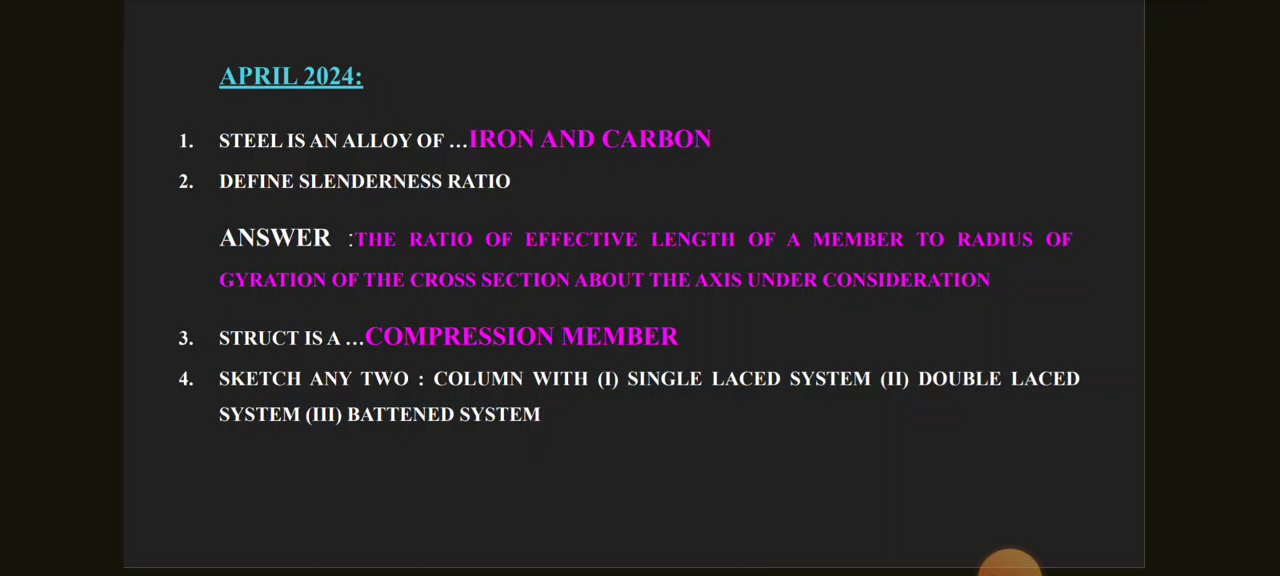 APRIL 2024:
1. STEEL IS AN ALLOY OF ...IRON AND CARBON
2. DEFINE SLENDERNESS RATIO
ANSWER :THE RATIO OF EFFECTIVE LENGTH OF A MEMBER TO RADIUS OF
GYRATION OF THE CROSS SECTION ABOUT THE AXIS UNDER CONSIDERATION
3. STRUCT IS A ...COMPRESSION MEMBER
4. SKETCH ANY TWO : COLUMN WITH (I) SINGLE LACED SYSTEM (II) DOUBLE LACED
SYSTEM (III) BATTENED SYSTEM